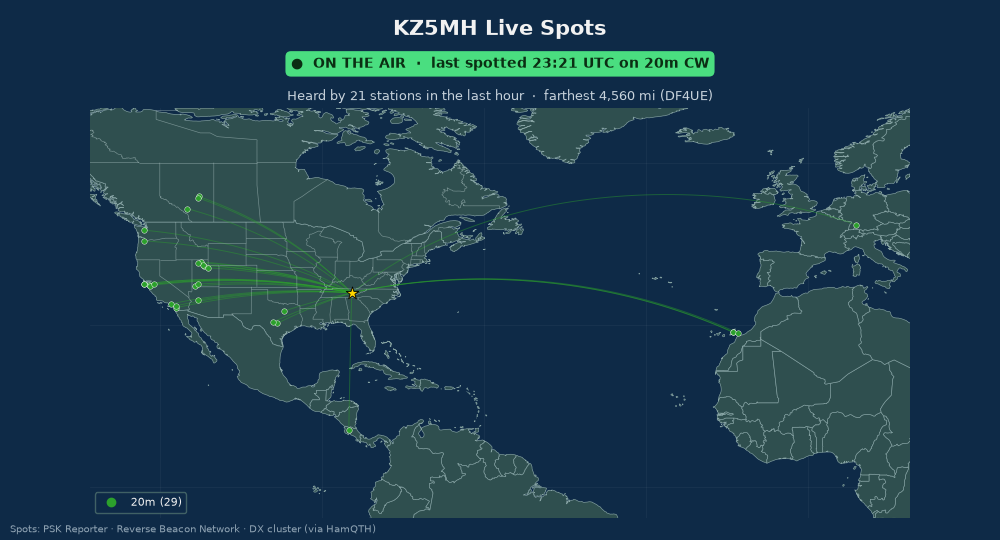 KZ5MH Live Spots
● ON THE AIR · last spotted 23:21 UTC on 20m CW
Heard by 21 stations in the last hour · farthest 4,560 mi (DF4UE)
20m (29)
Spots: PSK Reporter · Reverse Beacon Network · DX cluster (via HamQTH)